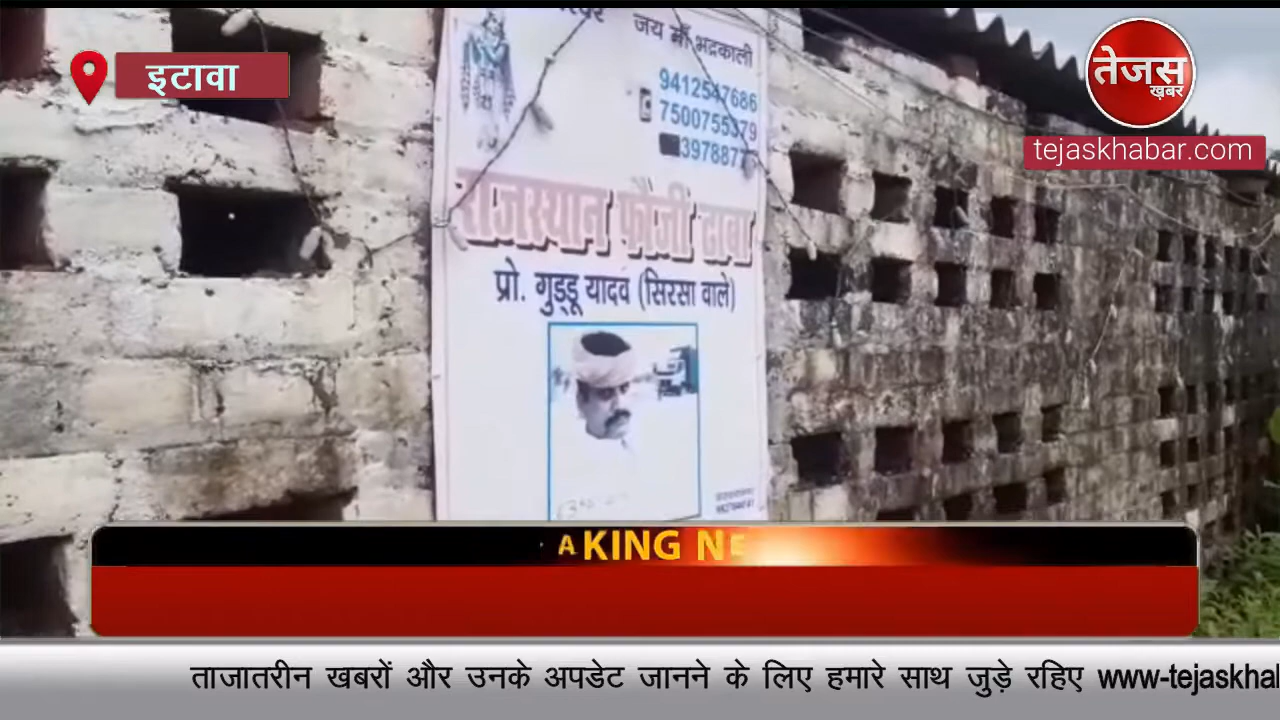 जय माँ भद्रकाली
9412547686
7500755379
397887
राजस्थान फौजी ढाबा
प्रो. गुड्डू यादव (सिरसा वाले)
इटावा
तेजस
ख़बर
tejaskhabar.com
AKING NE
ताजातरीन खबरों और उनके अपडेट जानने के लिए हमारे साथ जुड़े रहिए www-tejaskhal